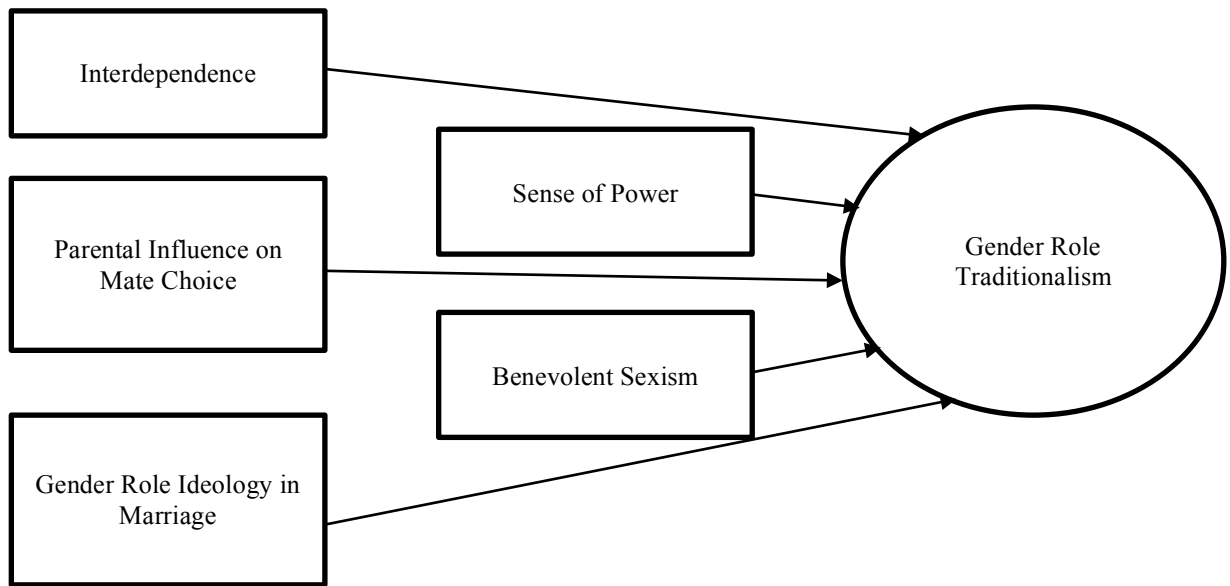 Interdependence
Sense of Power
Parental Influence on
Mate Choice
Gender Role
Traditionalism
Benevolent Sexism
Gender Role Ideology in
Marriage